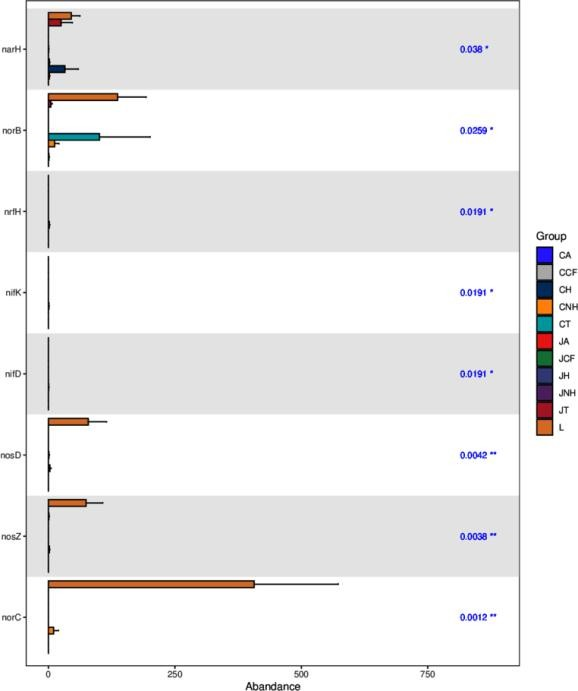 narH 0.038 *
norB 0.0259 *
nrfH 0.0191 *
nifK 0.0191 *
nifD 0.0191 *
nosD 0.0042 **
nosZ 0.0038 **
norC 0.0012 **
0 250 500 750
Abundance
Group
CA
CCF
CH
CNH
CT
JA
JCF
JH
JNH
JT
L